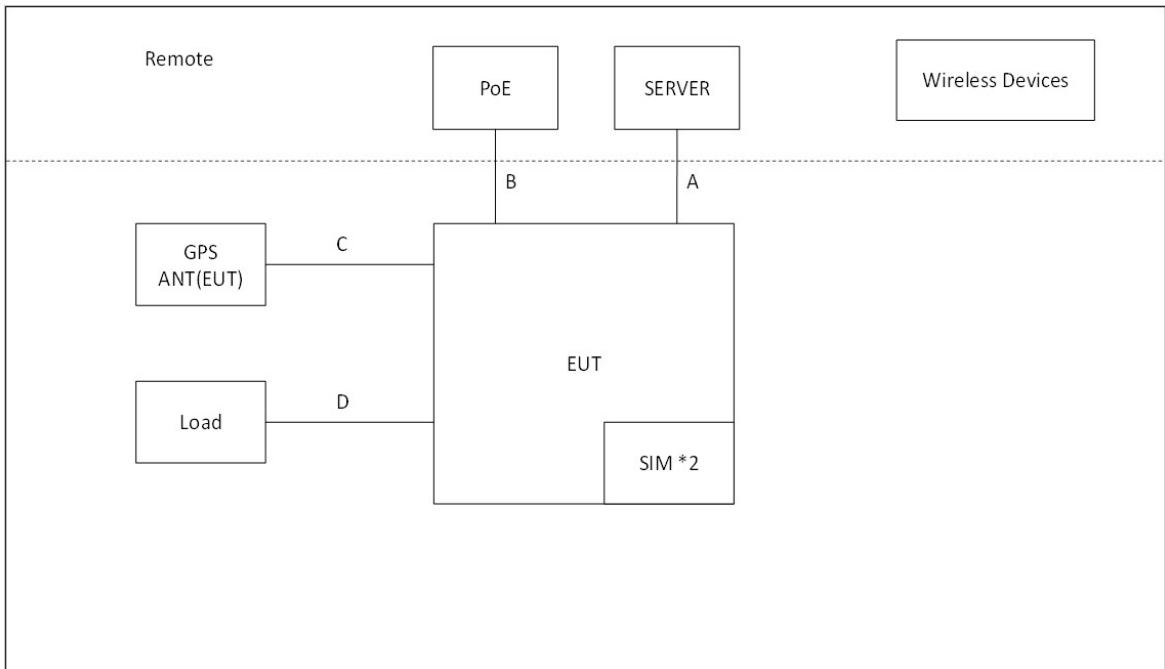 Remote
PoE
SERVER
Wireless Devices
B
A
GPS
ANT(EUT)
C
EUT
Load
D
SIM *2